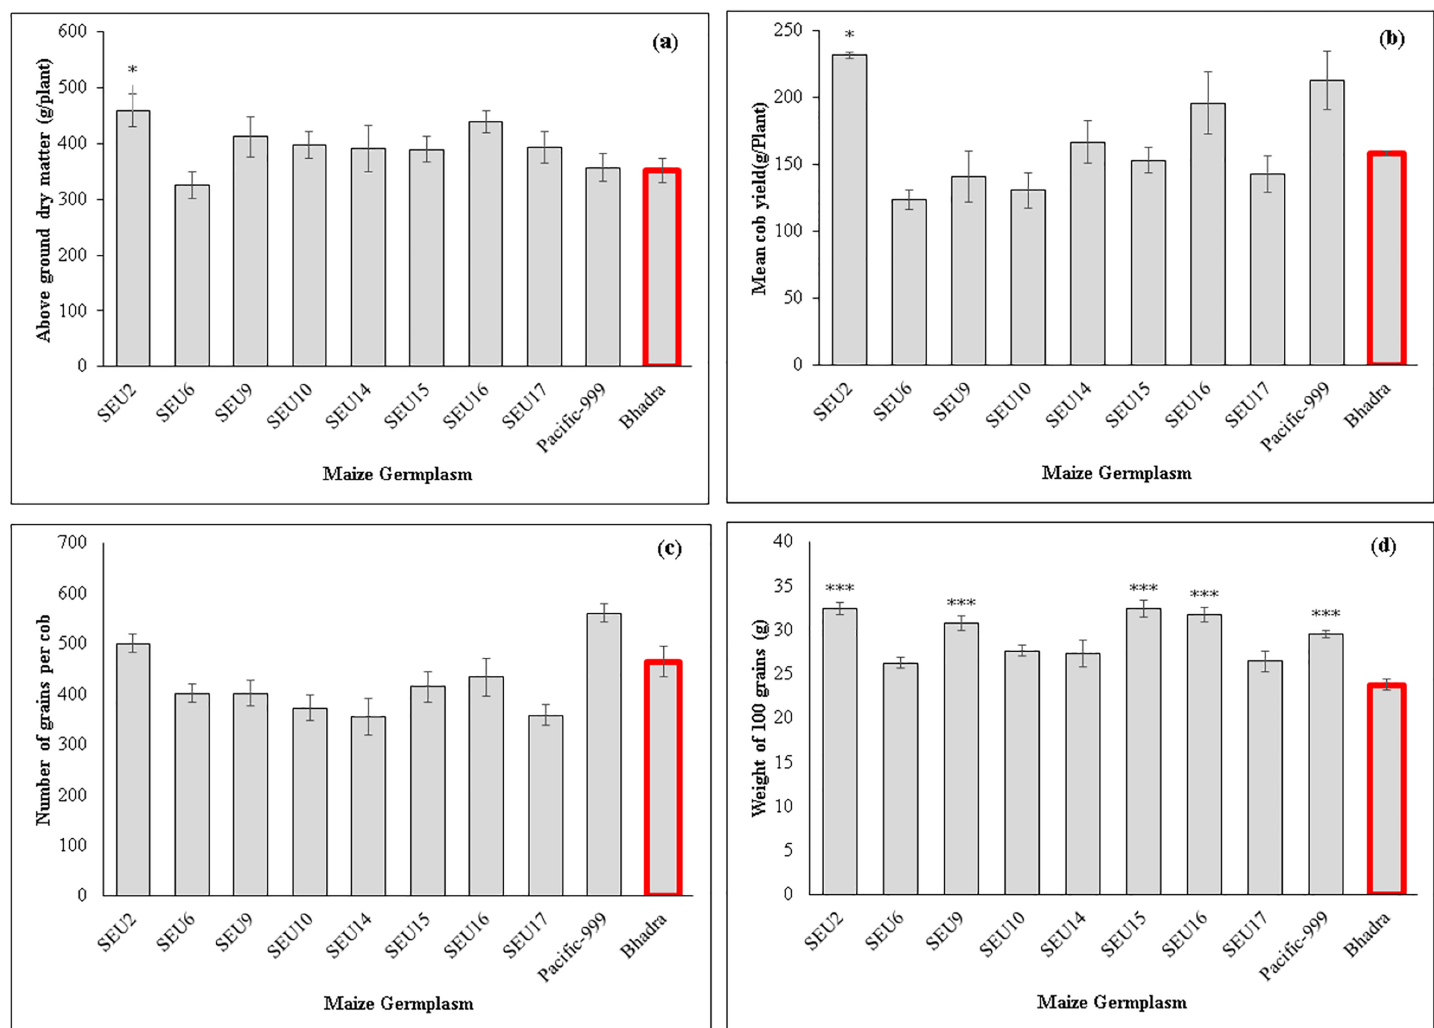 (a)
Above ground dry matter (g/plant)
600
500
400
300
200
100
0
*
SEU2
SEU6
SEU9
SEU10
SEU14
SEU15
SEU16
SEU17
Pacific-999
Bhadra
Maize Germplasm
(b)
Mean cob yield(g/Plant)
250
200
150
100
50
0
*
SEU2
SEU6
SEU9
SEU10
SEU14
SEU15
SEU16
SEU17
Pacific-999
Bhadra
Maize Germplasm
(c)
Number of grains per cob
700
600
500
400
300
200
100
0
SEU2
SEU6
SEU9
SEU10
SEU14
SEU15
SEU16
SEU17
Pacific-999
Bhadra
Maize Germplasm
(d)
Weight of 100 grains (g)
40
35
30
25
20
15
10
5
0
***
***
***
***
***
SEU2
SEU6
SEU9
SEU10
SEU14
SEU15
SEU16
SEU17
Pacific-999
Bhadra
Maize Germplasm